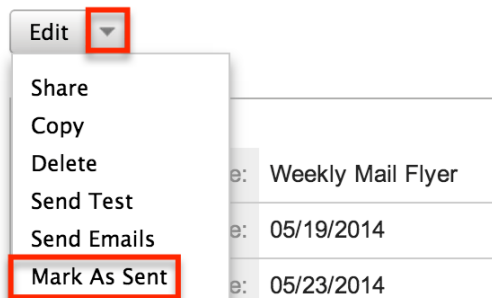 Edit
Share
Copy
Delete
e: Weekly Mail Flyer
Send Test
e: 05/19/2014
Send Emails
Mark As Sent
e: 05/23/2014